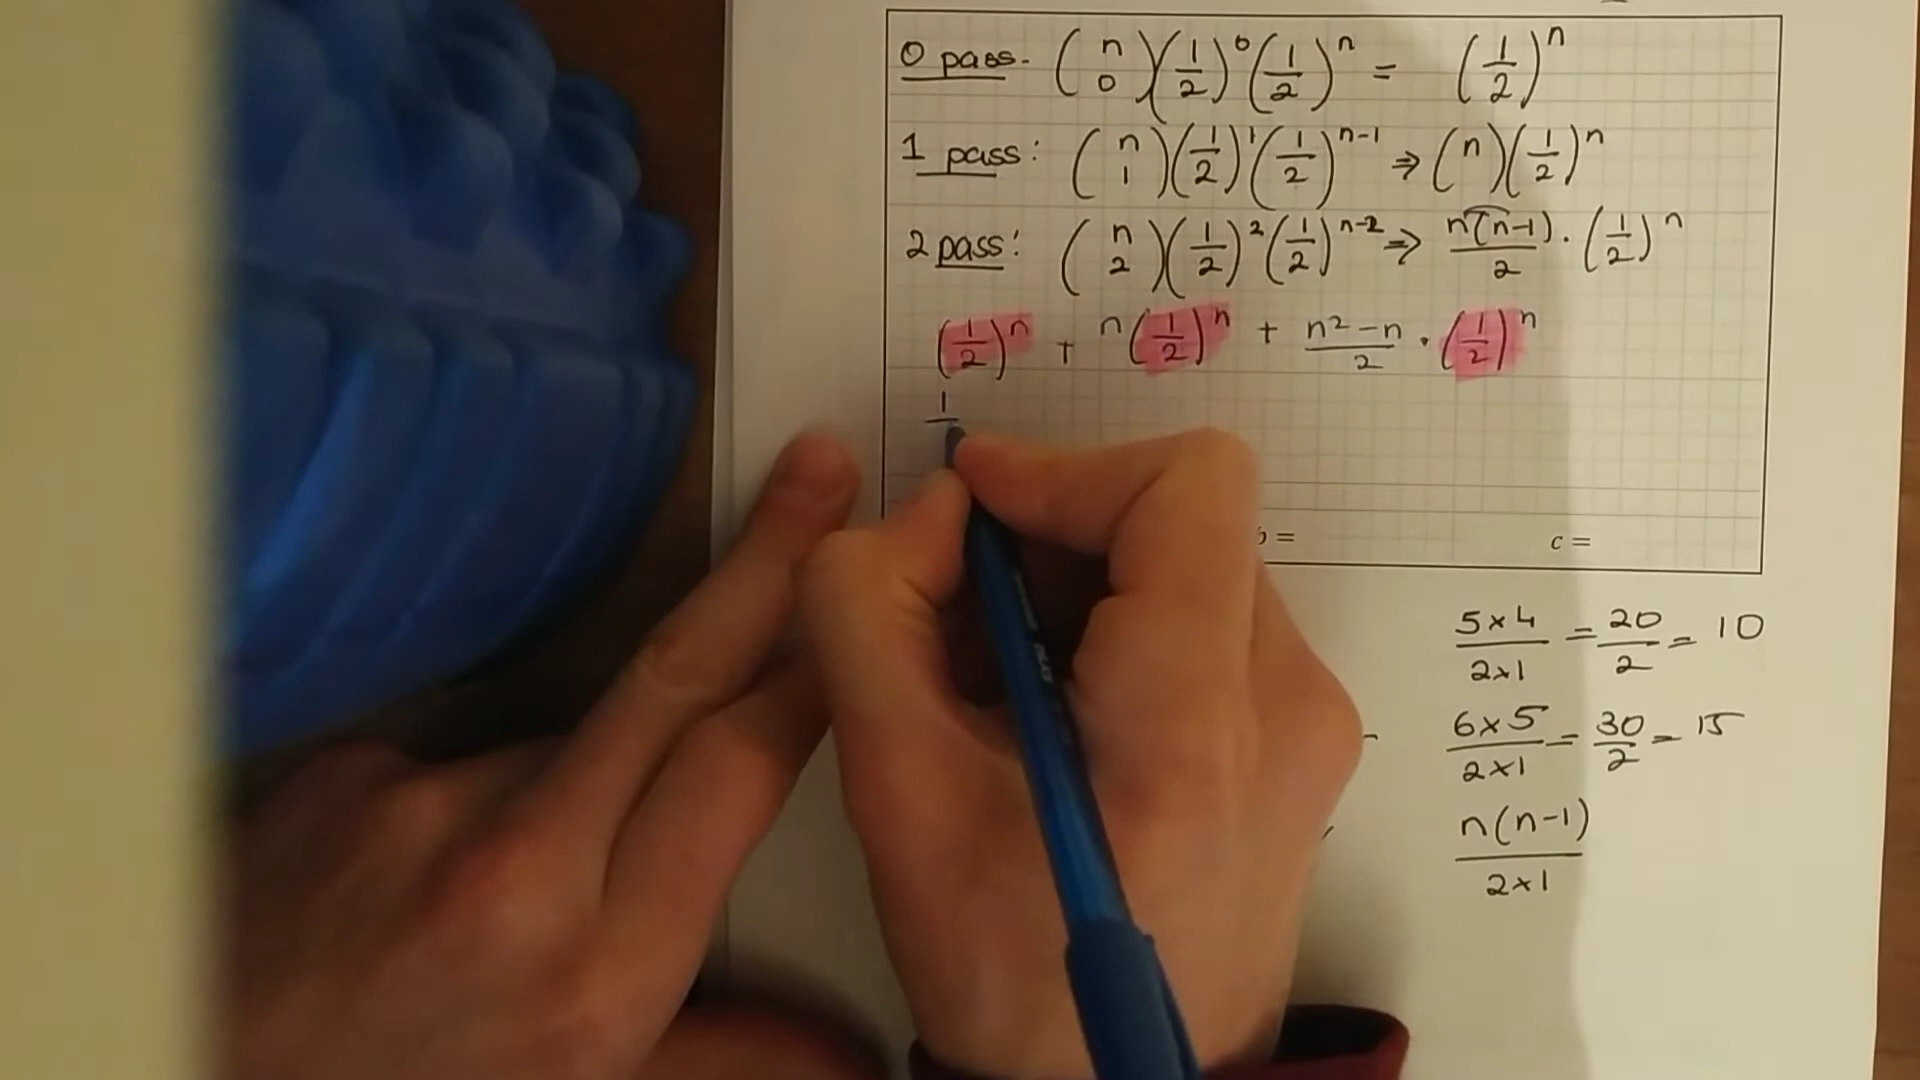 0 pass. (n 0)(1/2)^0(1/2)^n = (1/2)^n
1 pass: (n 1)(1/2)^1(1/2)^{n-1} ⇒ (n)(1/2)^n
2 pass: (n 2)(1/2)^2(1/2)^{n-2} ⇒ n(n-1)/2 · (1/2)^n
(1/2)^n + n(1/2)^n + n²-n/2 · (1/2)^n
1
= c =
5×4/2×1 = 20/2 = 10
6×5/2×1 = 30/2 = 15
n(n-1)/2×1